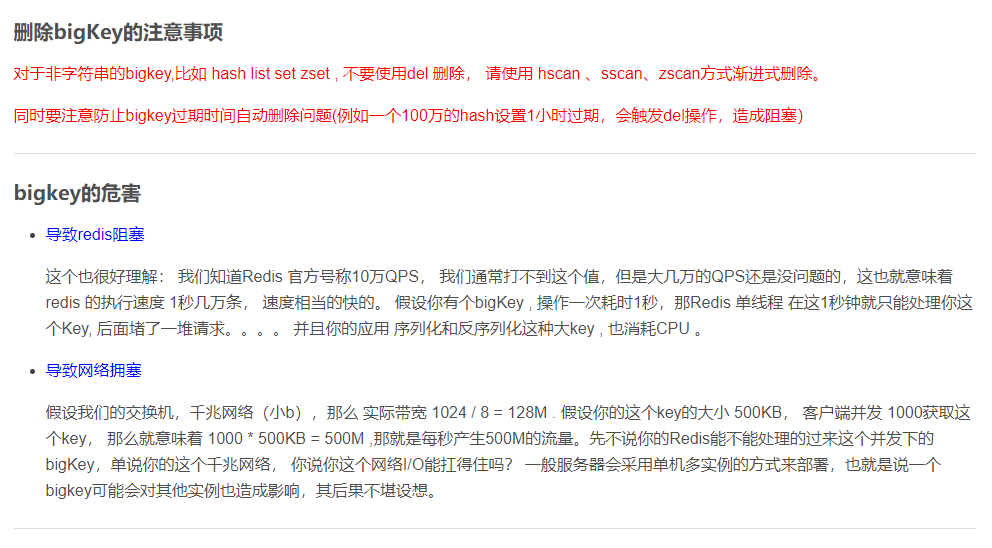 删除bigKey的注意事项
对于非字符串的bigkey,比如 hash list set zset , 不要使用del 删除， 请使用 hscan 、sscan、zscan方式渐进式删除。
同时要注意防止bigkey过期时间自动删除问题(例如一个100万的hash设置1小时过期，会触发del操作，造成阻塞)
bigkey的危害
导致redis阻塞
这个也很好理解： 我们知道Redis 官方号称10万QPS， 我们通常打不到这个值，但是大几万的QPS还是没问题的，这也就意味着
redis 的执行速度 1秒几万条， 速度相当的快的。 假设你有个bigKey , 操作一次耗时1秒，那Redis 单线程 在这1秒钟就只能处理你这
个Key, 后面堵了一堆请求。。。。 并且你的应用 序列化和反序列化这种大key , 也消耗CPU 。
导致网络拥塞
假设我们的交换机，千兆网络（小b），那么 实际带宽 1024 / 8 = 128M . 假设你的这个key的大小 500KB， 客户端并发 1000获取这
个key， 那么就意味着 1000 * 500KB = 500M ,那就是每秒产生500M的流量。先不说你的Redis能不能处理的过来这个并发下的
bigKey，单说你的这个千兆网络， 你说你这个网络I/O能扛得住吗？ 一般服务器会采用单机多实例的方式来部署，也就是说一个
bigkey可能会对其他实例也造成影响，其后果不堪设想。